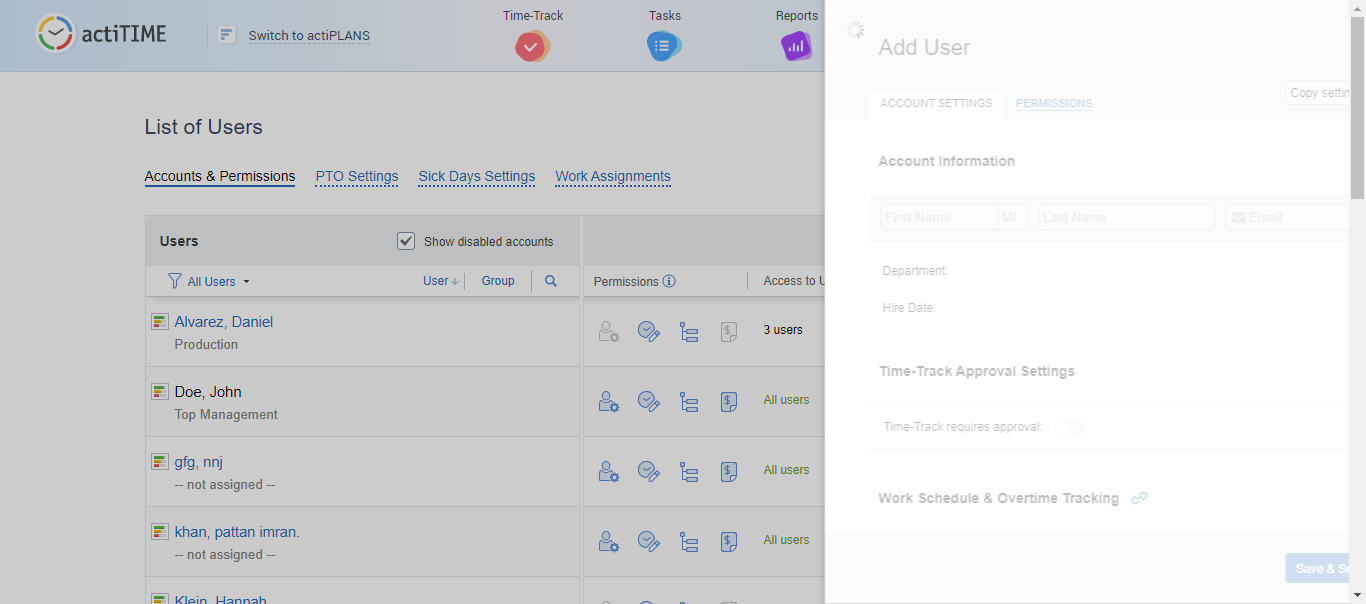 actiTIME
Switch to actiPLANS
Time-Track
Tasks
Reports
List of Users
Accounts & Permissions
PTO Settings
Sick Days Settings
Work Assignments
Users
Show disabled accounts
All Users
User
Group
Permissions
Access to U
Alvarez, Daniel
Production
3 users
Doe, John
Top Management
All users
gfg, nnj
-- not assigned --
All users
khan, pattan imran.
-- not assigned --
All users
Klein, Hannah
Add User
ACCOUNT SETTINGS
PERMISSIONS
Copy settin
Account Information
First Name
MI
Last Name
Email
Department:
Hire Date:
Time-Track Approval Settings
Time-Track requires approval:
Work Schedule & Overtime Tracking
Save & Se